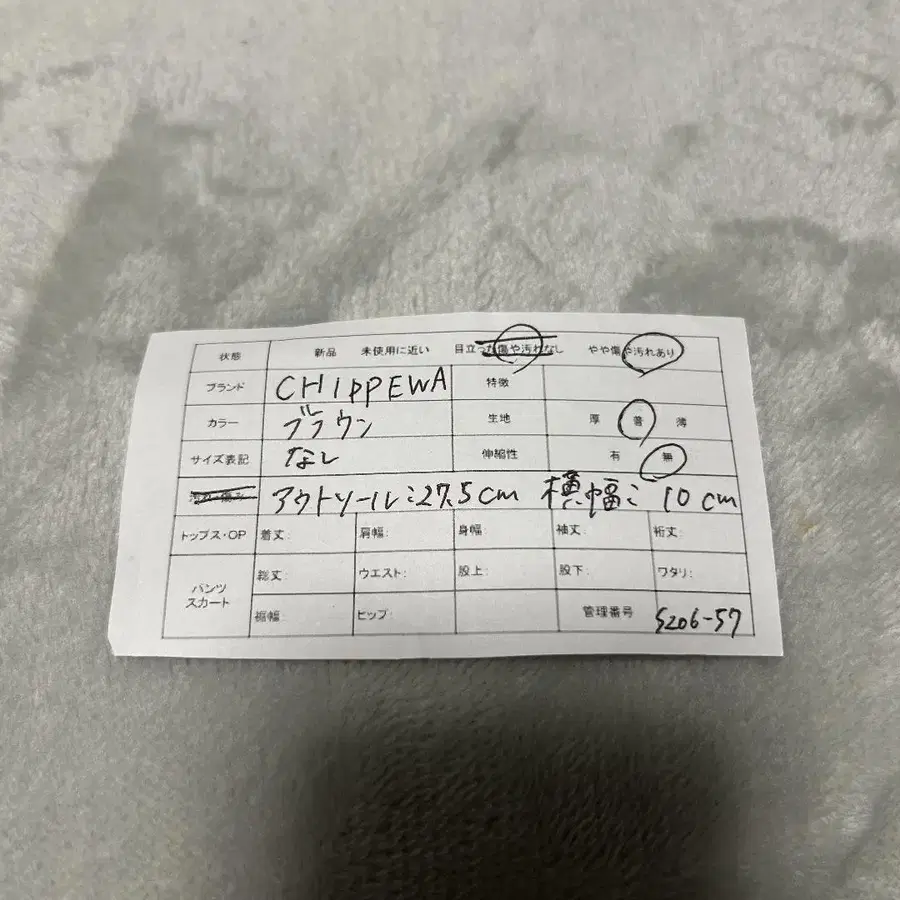 状態 新品 未使用に近い 目立った傷や汚れなし やや傷や汚れあり
ブランド CHIPPEWA 特徴
カラー ブラウン 生地 厚 普 薄
サイズ表記 なし 伸縮性 有 無
汚れ・傷み アウトソール:27.5cm 横幅: 10cm
トップス・OP 着丈: 肩幅: 身幅: 袖丈: 裄丈:
パンツ スカート 総丈: ウエスト: 股上: 股下: ワタリ:
裾幅: ヒップ: 管理番号 S206-57